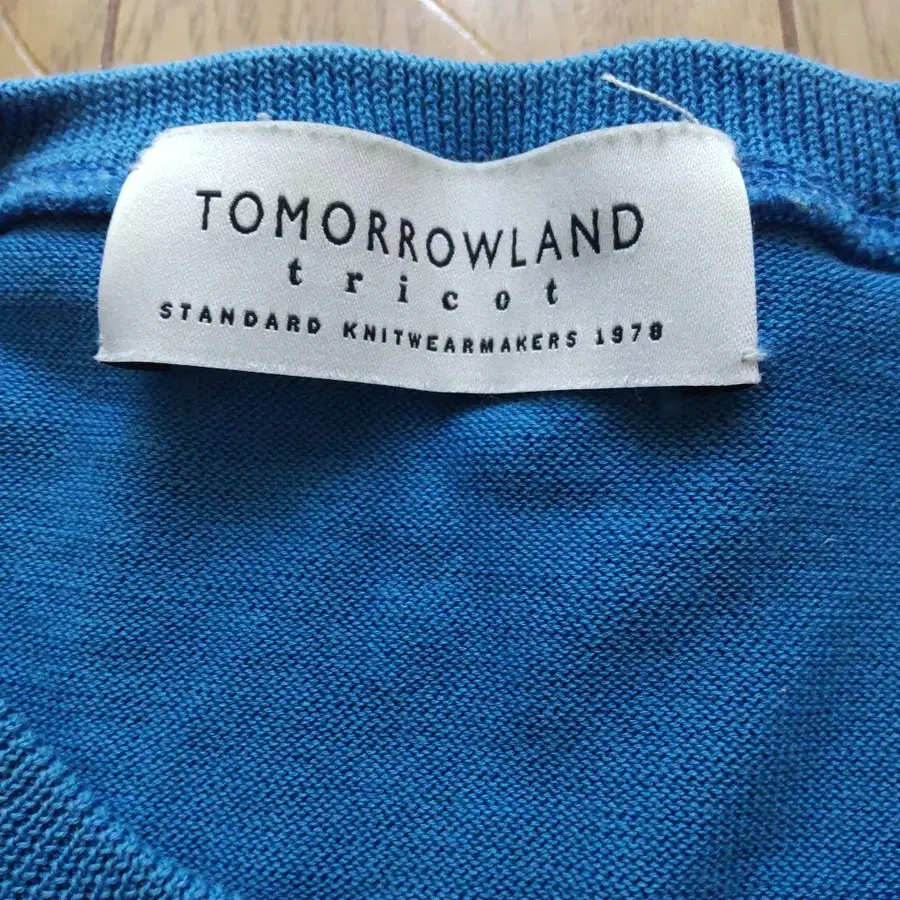 TOMORROWLAND
tricot
STANDARD KNITWEARMAKERS 1978